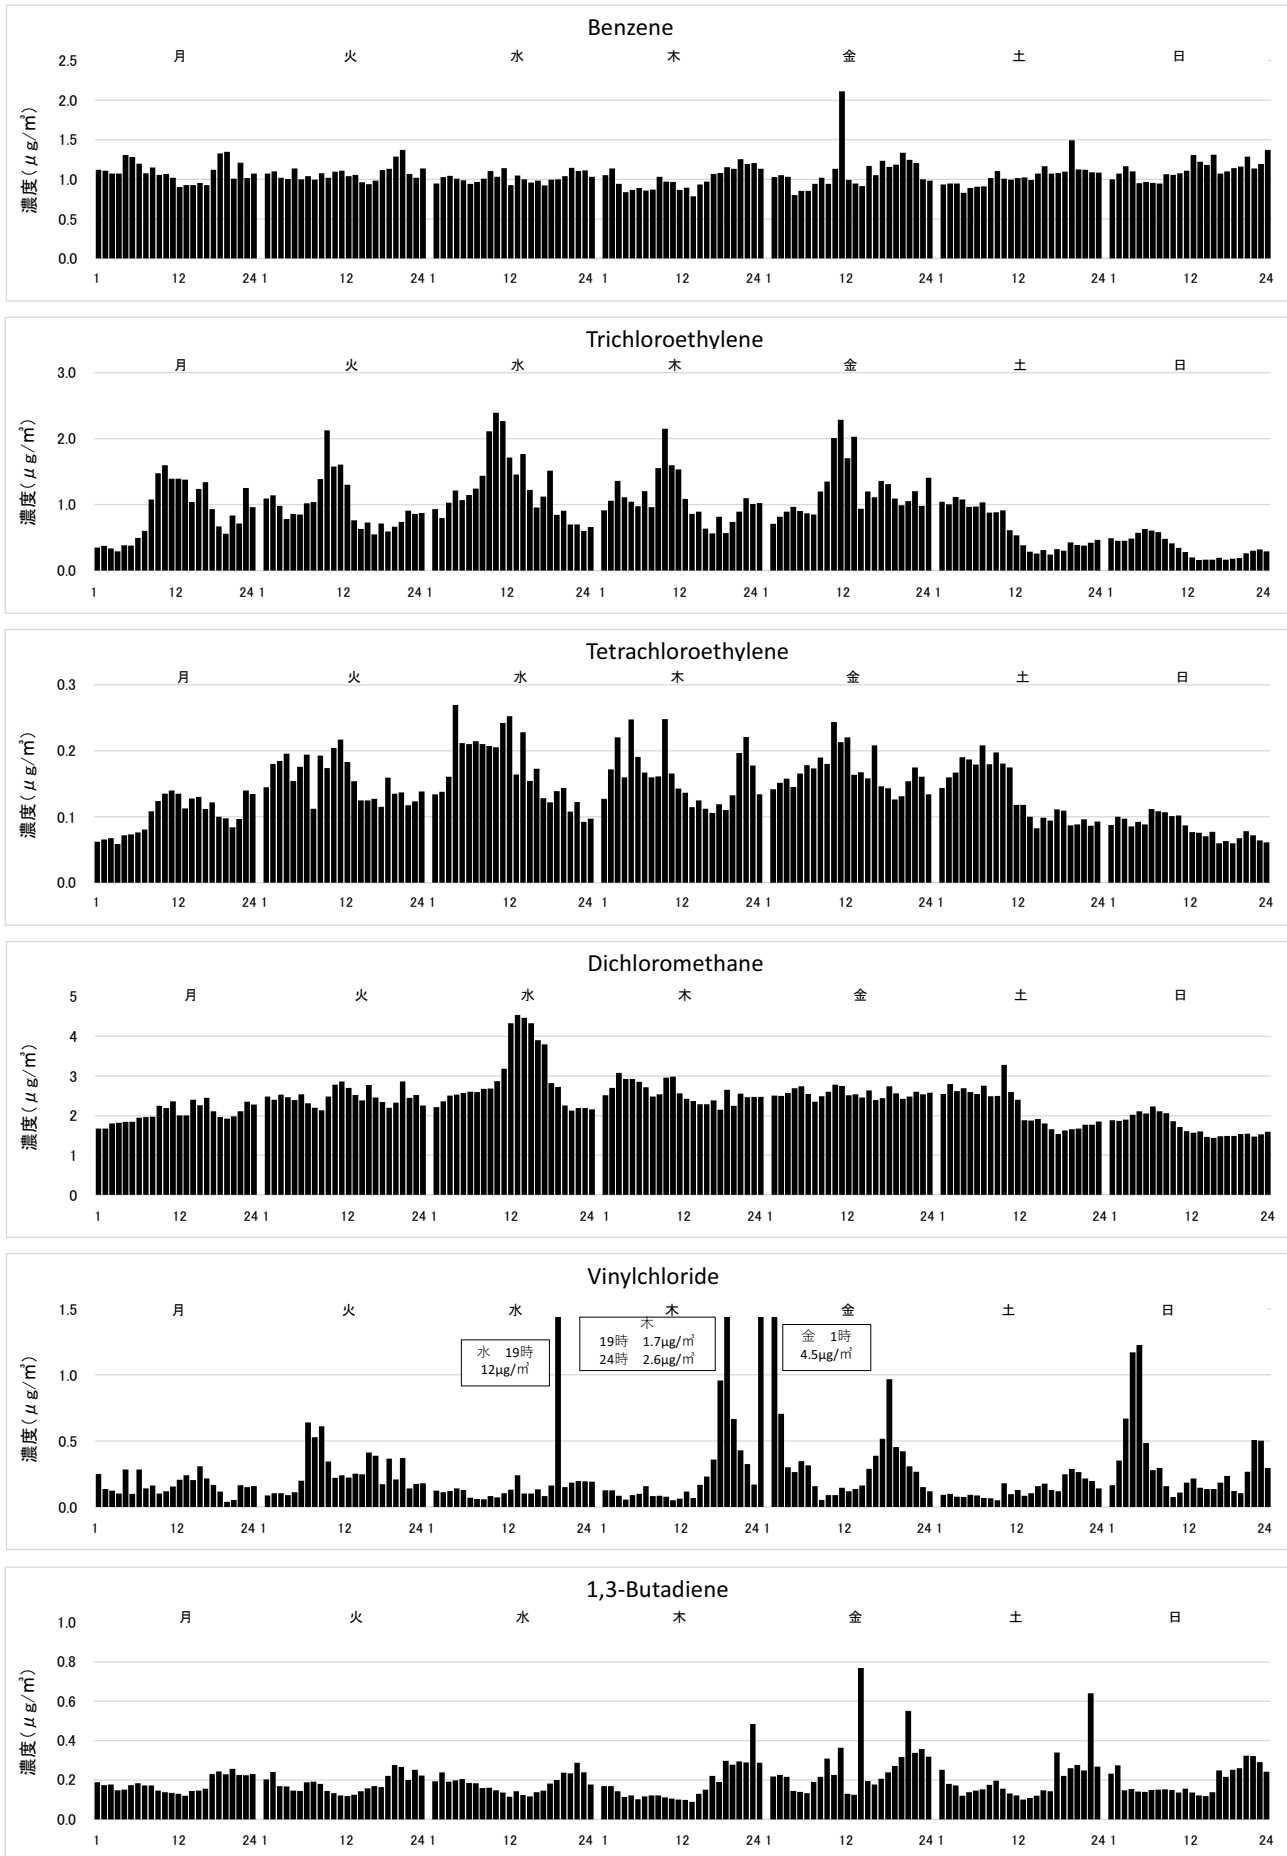 Benzene
月 火 水 木 金 土 日
2.5
2.0
1.5
1.0
0.5
0.0
濃度(μg/㎥)
1 12 24 1 12 24 1 12 24 1 12 24 1 12 24 1 12 24 1 12 24
Trichloroethylene
月 火 水 木 金 土 日
3.0
2.0
1.0
0.0
濃度(μg/㎥)
1 12 24 1 12 24 1 12 24 1 12 24 1 12 24 1 12 24 1 12 24
Tetrachloroethylene
月 火 水 木 金 土 日
0.3
0.2
0.1
0.0
濃度(μg/㎥)
1 12 24 1 12 24 1 12 24 1 12 24 1 12 24 1 12 24 1 12 24
Dichloromethane
月 火 水 木 金 土 日
5
4
3
2
1
0
濃度(μg/㎥)
1 12 24 1 12 24 1 12 24 1 12 24 1 12 24 1 12 24 1 12 24
Vinylchloride
月 火 水 木 金 土 日
1.5
1.0
0.5
0.0
濃度(μg/㎥)
水 19時
12μg/㎥
木
19時 1.7μg/㎥
24時 2.6μg/㎥
金 1時
4.5μg/㎥
1 12 24 1 12 24 1 12 24 1 12 24 1 12 24 1 12 24 1 12 24
1,3-Butadiene
月 火 水 木 金 土 日
1.0
0.8
0.6
0.4
0.2
0.0
濃度(μg/㎥)
1 12 24 1 12 24 1 12 24 1 12 24 1 12 24 1 12 24 1 12 24